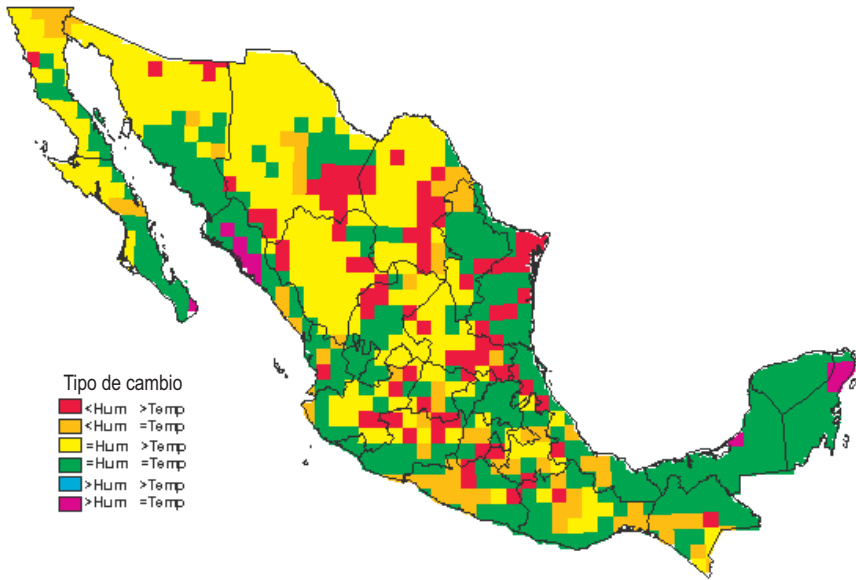 Tipo de cambio
<Hum >Temp
<Hum =Temp
=Hum >Temp
=Hum =Temp
>Hum >Temp
>Hum =Temp